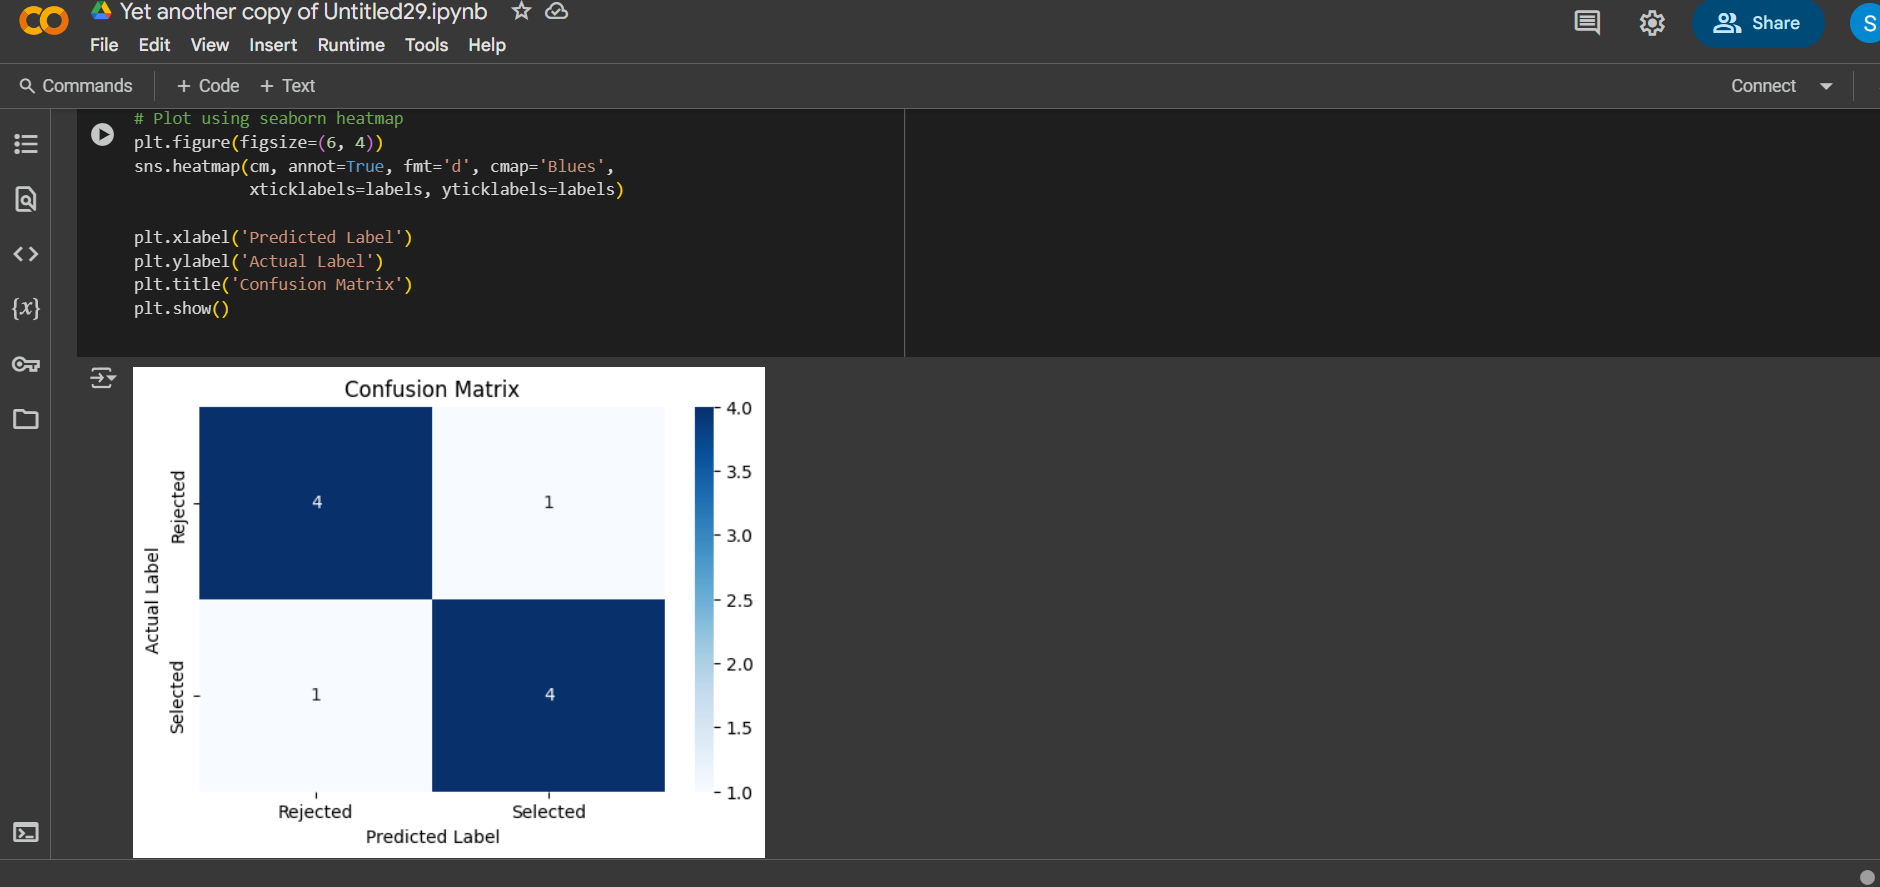 Yet another copy of Untitled29.ipynb
File Edit View Insert Runtime Tools Help
Share
S
Commands + Code + Text
Connect
# Plot using seaborn heatmap
plt.figure(figsize=(6, 4))
sns.heatmap(cm, annot=True, fmt='d', cmap='Blues',
xticklabels=labels, yticklabels=labels)
plt.xlabel('Predicted Label')
plt.ylabel('Actual Label')
plt.title('Confusion Matrix')
plt.show()
{x}
Confusion Matrix
Actual Label
Rejected
Selected
4 1
1 4
Rejected Selected
Predicted Label
4.0
3.5
3.0
2.5
2.0
1.5
1.0